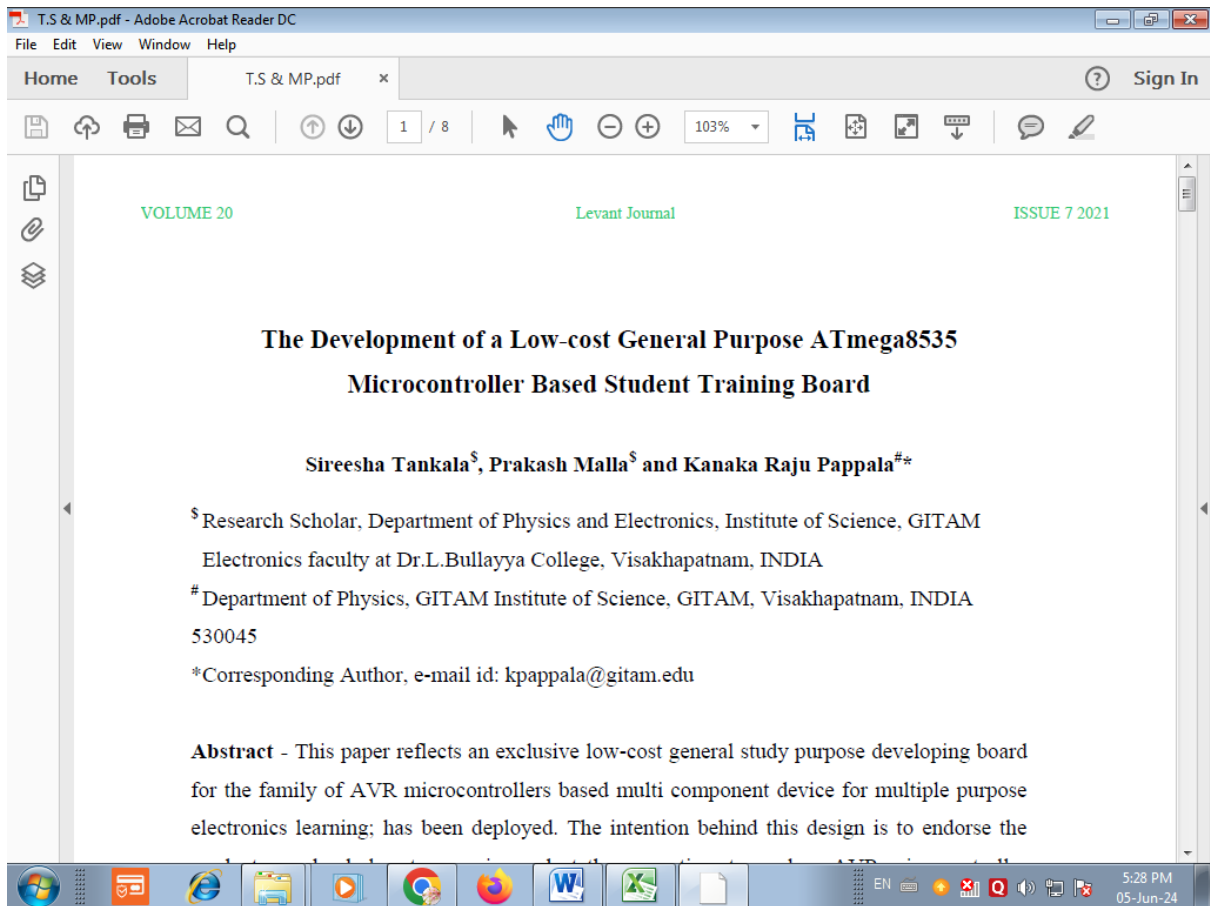 T.S & MP.pdf - Adobe Acrobat Reader DC
File Edit View Window Help
Home Tools T.S & MP.pdf × ? Sign In
1 / 8 103%
VOLUME 20 Levant Journal ISSUE 7 2021
The Development of a Low-cost General Purpose ATmega8535
Microcontroller Based Student Training Board
Sireesha Tankala$, Prakash Malla$ and Kanaka Raju Pappala#*
$ Research Scholar, Department of Physics and Electronics, Institute of Science, GITAM
Electronics faculty at Dr.L.Bullayya College, Visakhapatnam, INDIA
# Department of Physics, GITAM Institute of Science, GITAM, Visakhapatnam, INDIA
530045
*Corresponding Author, e-mail id: kpappala@gitam.edu
Abstract - This paper reflects an exclusive low-cost general study purpose developing board
for the family of AVR microcontrollers based multi component device for multiple purpose
electronics learning; has been deployed. The intention behind this design is to endorse the
EN 5:28 PM
05-Jun-24